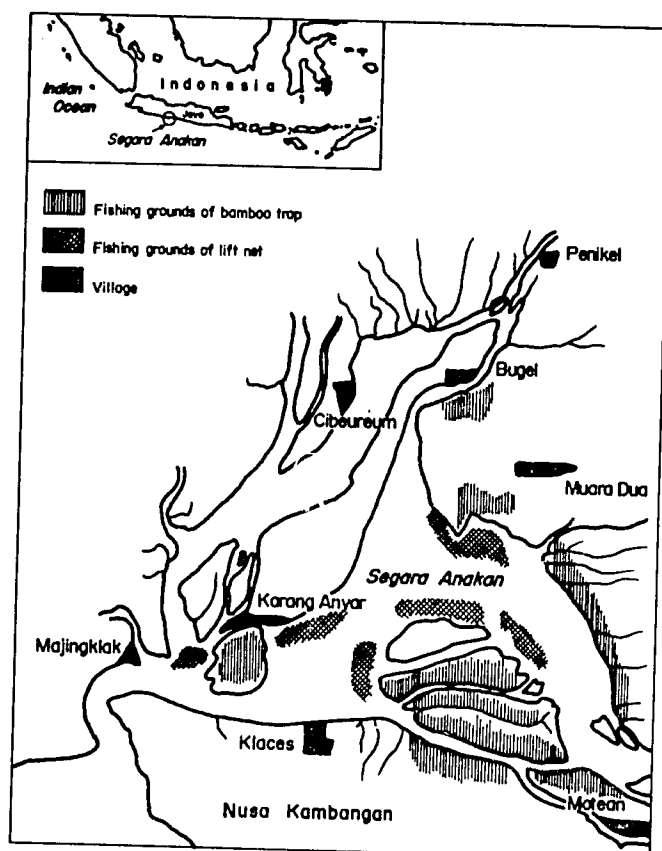 Indonesia
Indian
Ocean
Java
Segara Anakan
Fishing grounds of bamboo trap
Fishing grounds of lift net
Village
Penikel
Bugel
Cibeureum
Muara Dua
Segara Anakan
Karang Anyar
Majingklak
Klaces
Motean
Nusa Kambangan